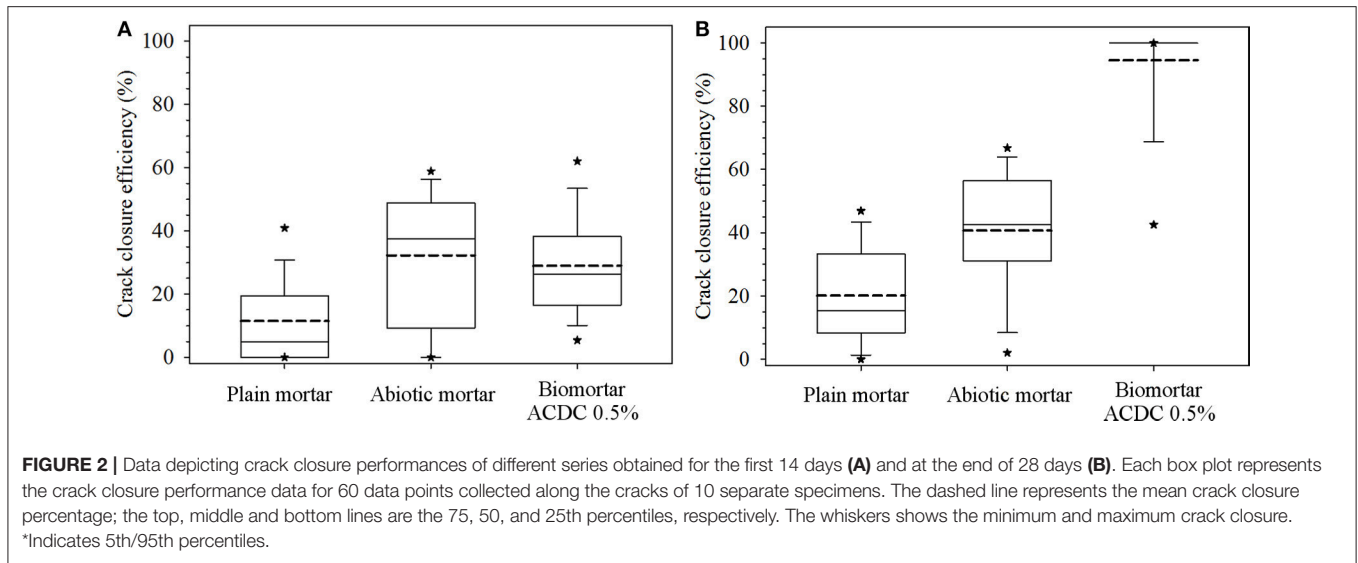 A
100
80
60
40
20
0
Crack closure efficiency (%)
Plain mortar
Abiotic mortar
Biomortar
ACDC 0.5%
B
100
80
60
40
20
0
Crack closure efficiency (%)
Plain mortar
Abiotic mortar
Biomortar
ACDC 0.5%
FIGURE 2 | Data depicting crack closure performances of different series obtained for the first 14 days (A) and at the end of 28 days (B). Each box plot represents
the crack closure performance data for 60 data points collected along the cracks of 10 separate specimens. The dashed line represents the mean crack closure
percentage; the top, middle and bottom lines are the 75, 50, and 25th percentiles, respectively. The whiskers shows the minimum and maximum crack closure.
*Indicates 5th/95th percentiles.